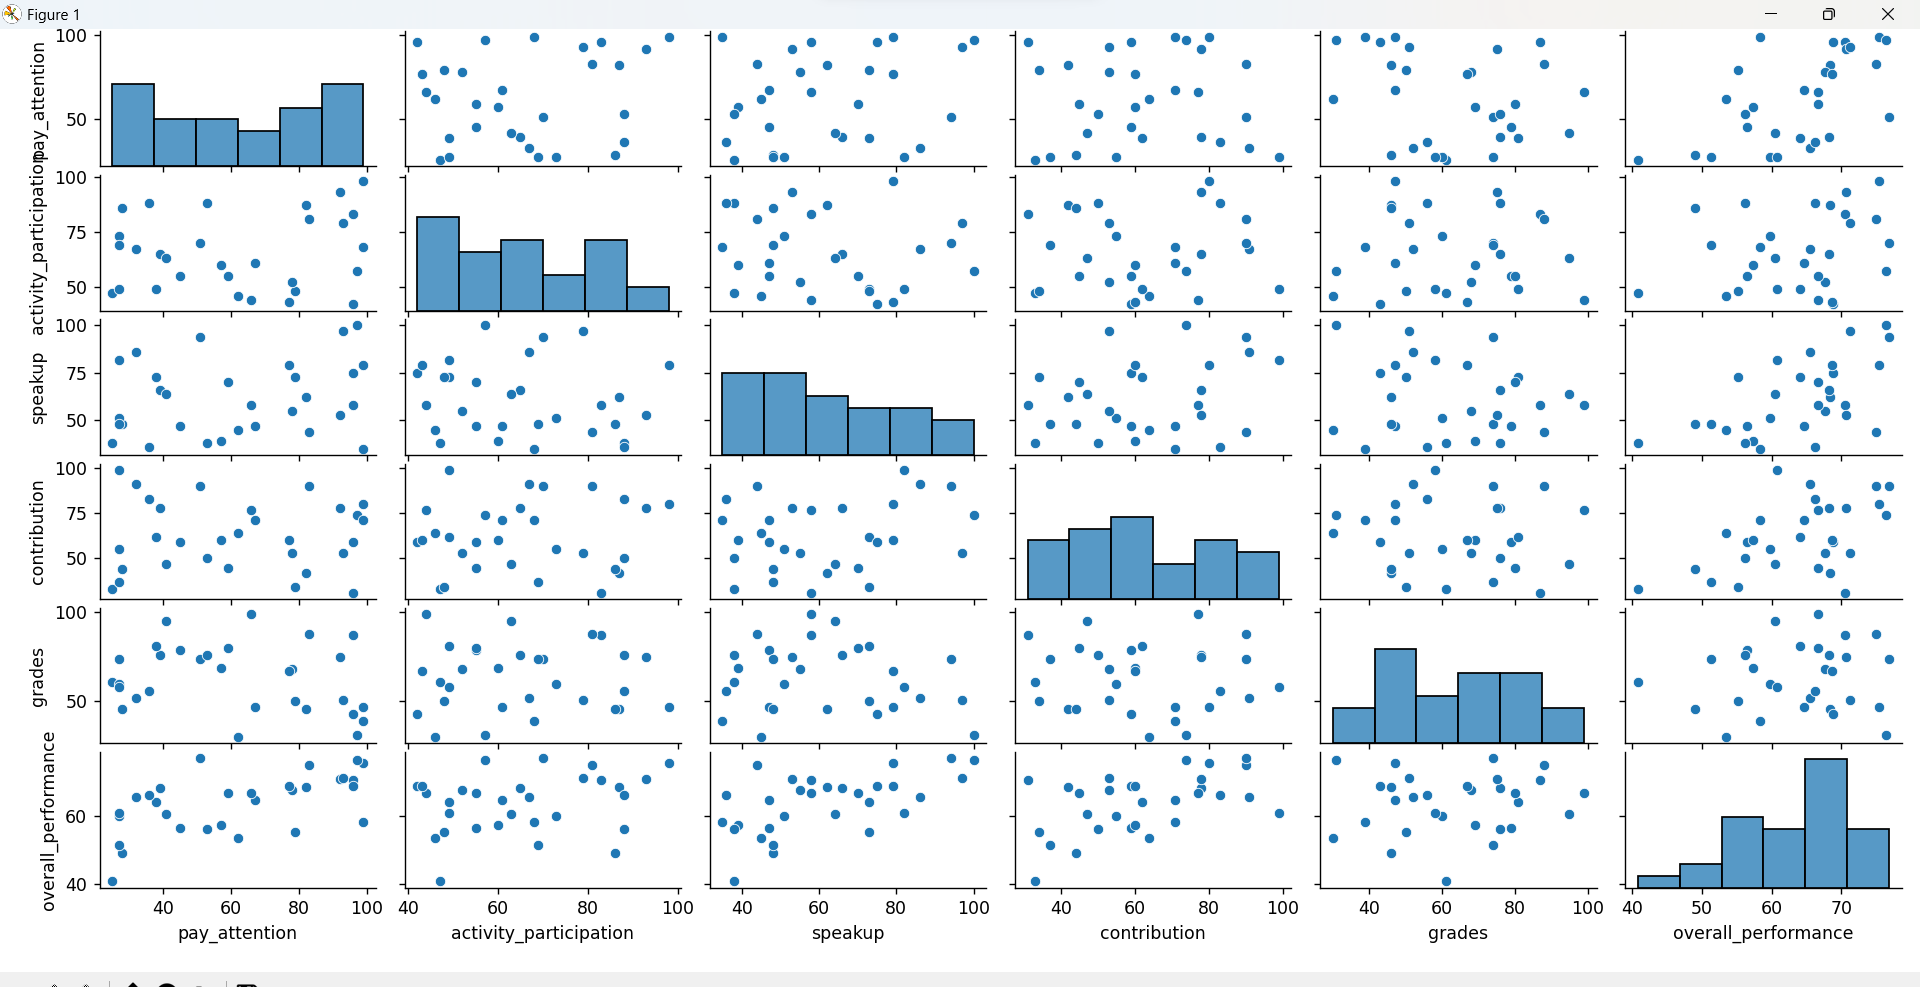 Figure 1
100
50
pay_attention
100
75
50
activity_participation
100
75
50
speakup
100
75
50
contribution
100
50
grades
60
40
overall_performance
40 60 80 100 40 60 80 100 40 60 80 100 40 60 80 100 40 60 80 100 40 50 60 70
pay_attention activity_participation speakup contribution grades overall_performance